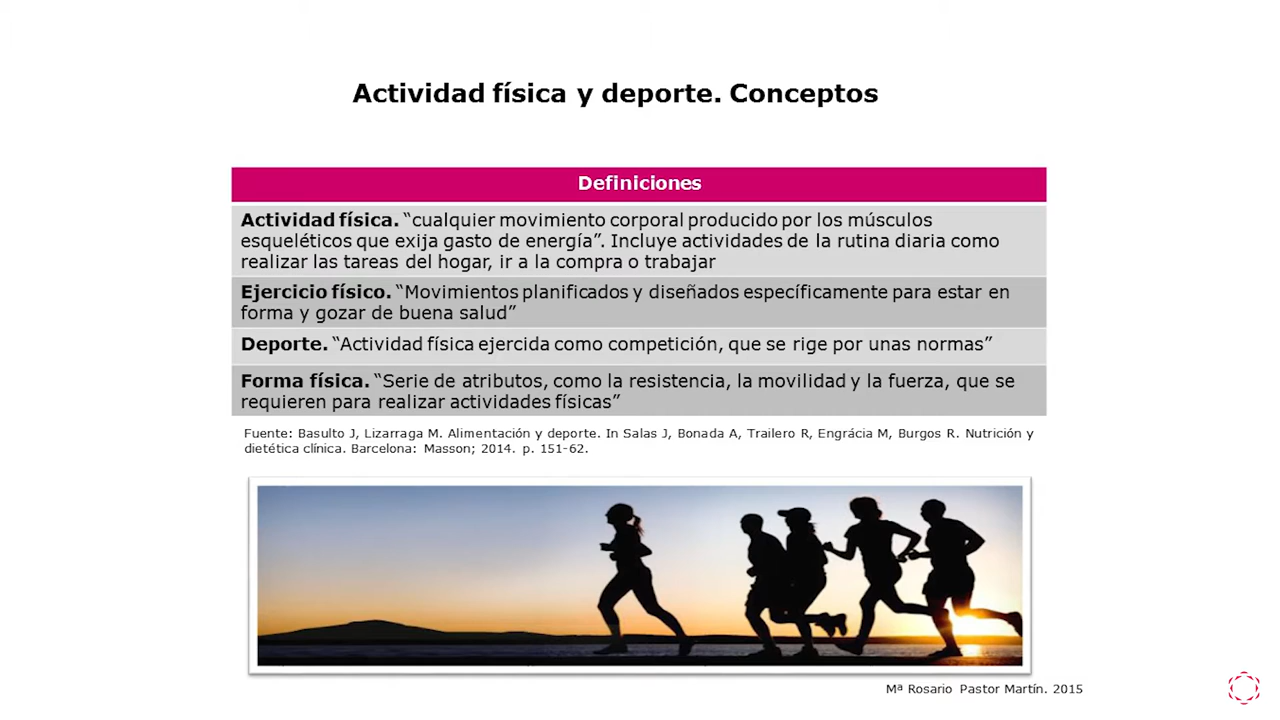 Actividad física y deporte. Conceptos
Definiciones
Actividad física. “cualquier movimiento corporal producido por los músculos
esqueléticos que exija gasto de energía”. Incluye actividades de la rutina diaria como
realizar las tareas del hogar, ir a la compra o trabajar
Ejercicio físico. “Movimientos planificados y diseñados específicamente para estar en
forma y gozar de buena salud”
Deporte. “Actividad física ejercida como competición, que se rige por unas normas”
Forma física. “Serie de atributos, como la resistencia, la movilidad y la fuerza, que se
requieren para realizar actividades físicas”
Fuente: Basulto J, Lizarraga M. Alimentación y deporte. In Salas J, Bonada A, Trailero R, Engrácia M, Burgos R. Nutrición y
dietética clínica. Barcelona: Masson; 2014. p. 151-62.
Mª Rosario Pastor Martín. 2015